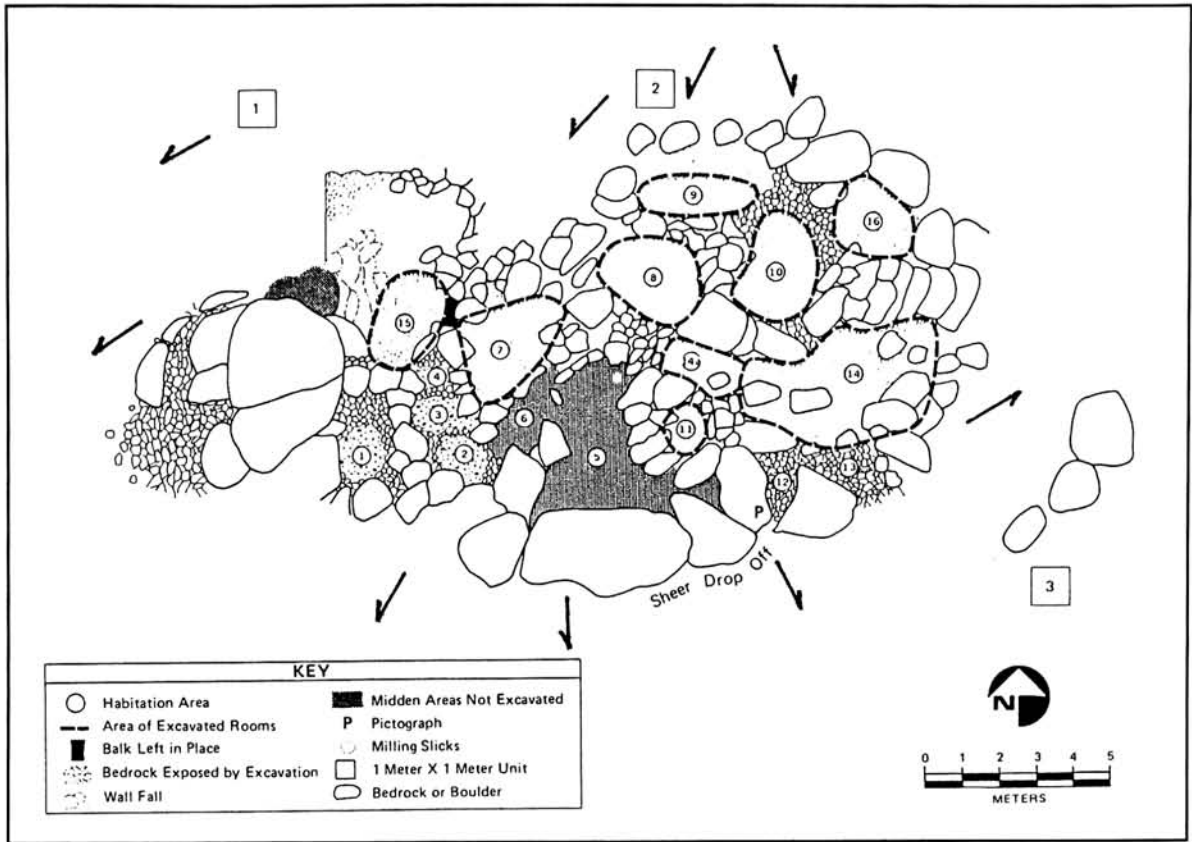 1
2
9
16
8
10
15
7
14
14
4
3
6
11
1
2
5
12
13
P
Sheer Drop Off
3
KEY
Habitation Area
Area of Excavated Rooms
Balk Left in Place
Bedrock Exposed by Excavation
Wall Fall
Midden Areas Not Excavated
P Pictograph
Milling Slicks
1 Meter X 1 Meter Unit
Bedrock or Boulder
N
0 1 2 3 4 5
METERS